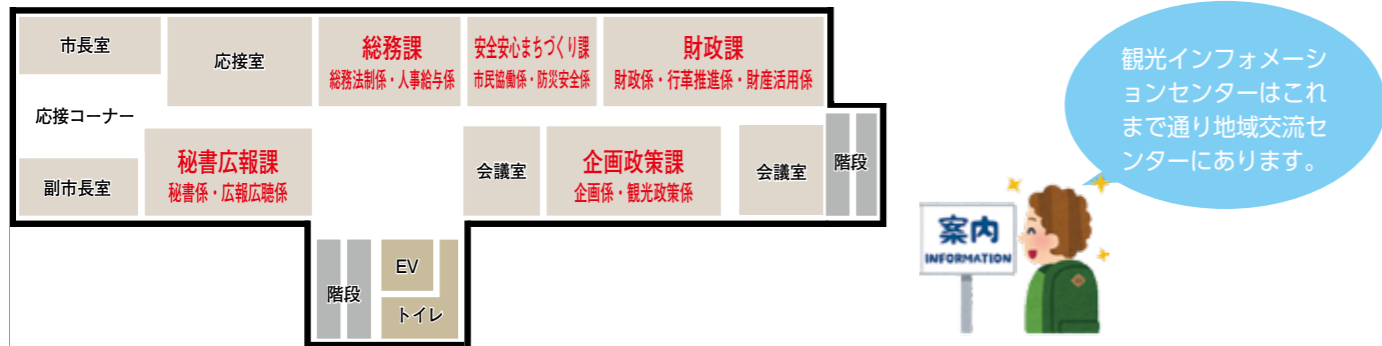 市長室
応接室
総務課
総務法制係・人事給与係
安全安心まちづくり課
市民協働係・防災安全係
財政課
財政係・行革推進係・財産活用係
応接コーナー
副市長室
秘書広報課
秘書係・広報広聴係
会議室
企画政策課
企画係・観光政策係
会議室
階段
階段
EV
トイレ
観光インフォメーシ
ョンセンターはこれ
まで通り地域交流セ
ンターにあります。
案内
INFORMATION